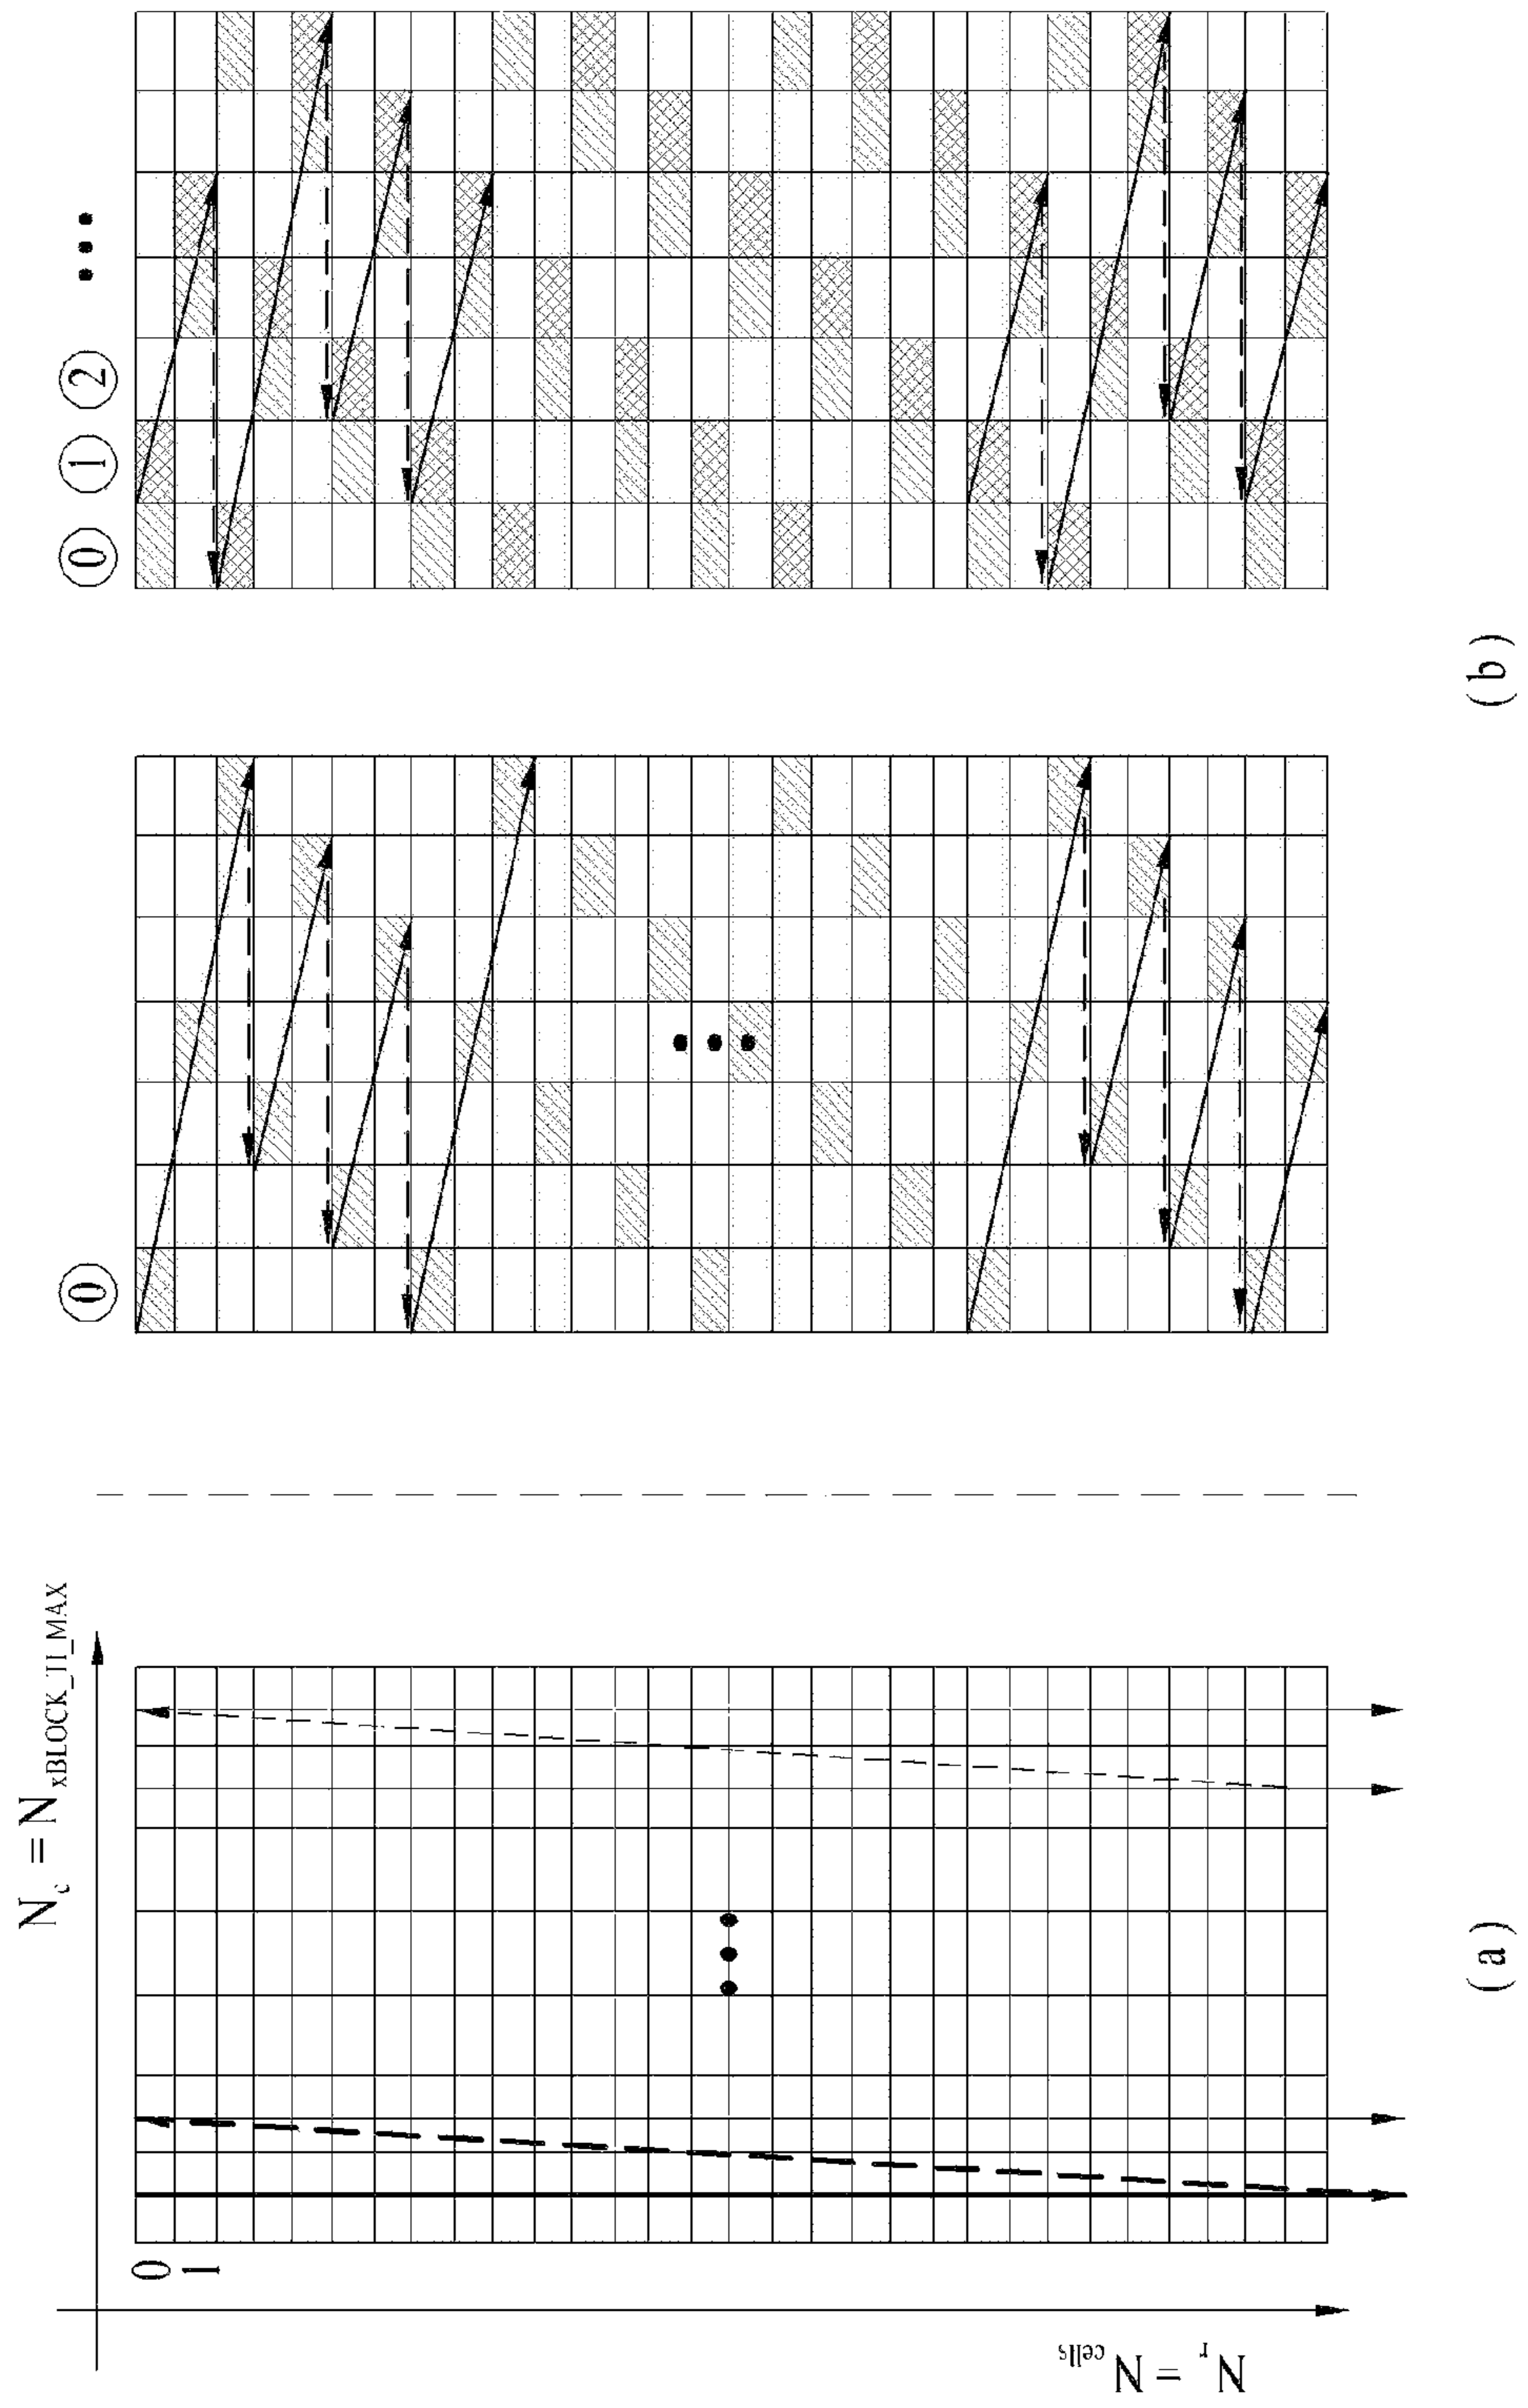 N_c = N_xBLOCK_TI_MAX
0
1
N_r = N_cells
(a)
0
0 1 2
(b)